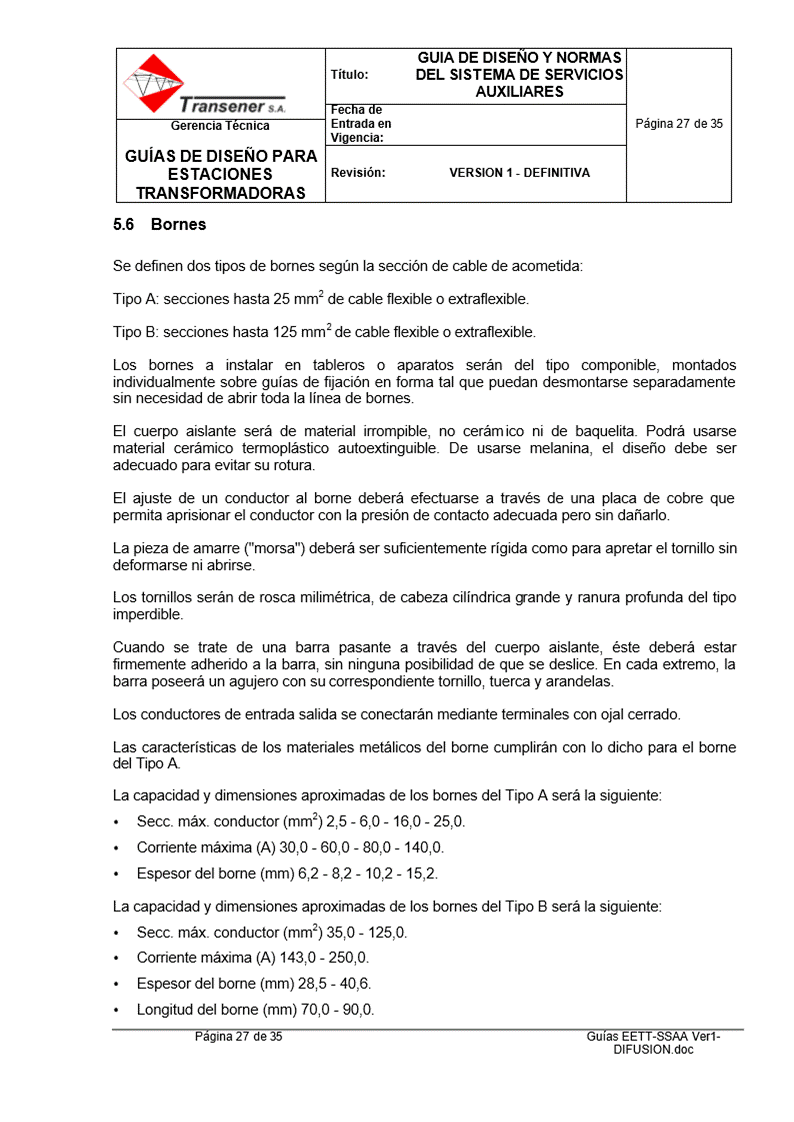 Transener S.A.
Gerencia Técnica
GUÍAS DE DISEÑO PARA
ESTACIONES
TRANSFORMADORAS
Título:
GUIA DE DISEÑO Y NORMAS
DEL SISTEMA DE SERVICIOS
AUXILIARES
Fecha de
Entrada en
Vigencia:
Revisión:
VERSION 1 - DEFINITIVA
Página 27 de 35
5.6 Bornes
Se definen dos tipos de bornes según la sección de cable de acometida:
Tipo A: secciones hasta 25 mm² de cable flexible o extraflexible.
Tipo B: secciones hasta 125 mm² de cable flexible o extraflexible.
Los bornes a instalar en tableros o aparatos serán del tipo componible, montados
individualmente sobre guías de fijación en forma tal que puedan desmontarse separadamente
sin necesidad de abrir toda la línea de bornes.
El cuerpo aislante será de material irrompible, no cerámico ni de baquelita. Podrá usarse
material cerámico termoplástico autoextinguible. De usarse melanina, el diseño debe ser
adecuado para evitar su rotura.
El ajuste de un conductor al borne deberá efectuarse a través de una placa de cobre que
permita aprisionar el conductor con la presión de contacto adecuada pero sin dañarlo.
La pieza de amarre ("morsa") deberá ser suficientemente rígida como para apretar el tornillo sin
deformarse ni abrirse.
Los tornillos serán de rosca milimétrica, de cabeza cilíndrica grande y ranura profunda del tipo
imperdible.
Cuando se trate de una barra pasante a través del cuerpo aislante, éste deberá estar
firmemente adherido a la barra, sin ninguna posibilidad de que se deslice. En cada extremo, la
barra poseerá un agujero con su correspondiente tornillo, tuerca y arandelas.
Los conductores de entrada salida se conectarán mediante terminales con ojal cerrado.
Las características de los materiales metálicos del borne cumplirán con lo dicho para el borne
del Tipo A.
La capacidad y dimensiones aproximadas de los bornes del Tipo A será la siguiente:
• Secc. máx. conductor (mm²) 2,5 - 6,0 - 16,0 - 25,0.
• Corriente máxima (A) 30,0 - 60,0 - 80,0 - 140,0.
• Espesor del borne (mm) 6,2 - 8,2 - 10,2 - 15,2.
La capacidad y dimensiones aproximadas de los bornes del Tipo B será la siguiente:
• Secc. máx. conductor (mm²) 35,0 - 125,0.
• Corriente máxima (A) 143,0 - 250,0.
• Espesor del borne (mm) 28,5 - 40,6.
• Longitud del borne (mm) 70,0 - 90,0.
Página 27 de 35
Guías EETT-SSAA Ver1-
DIFUSION.doc